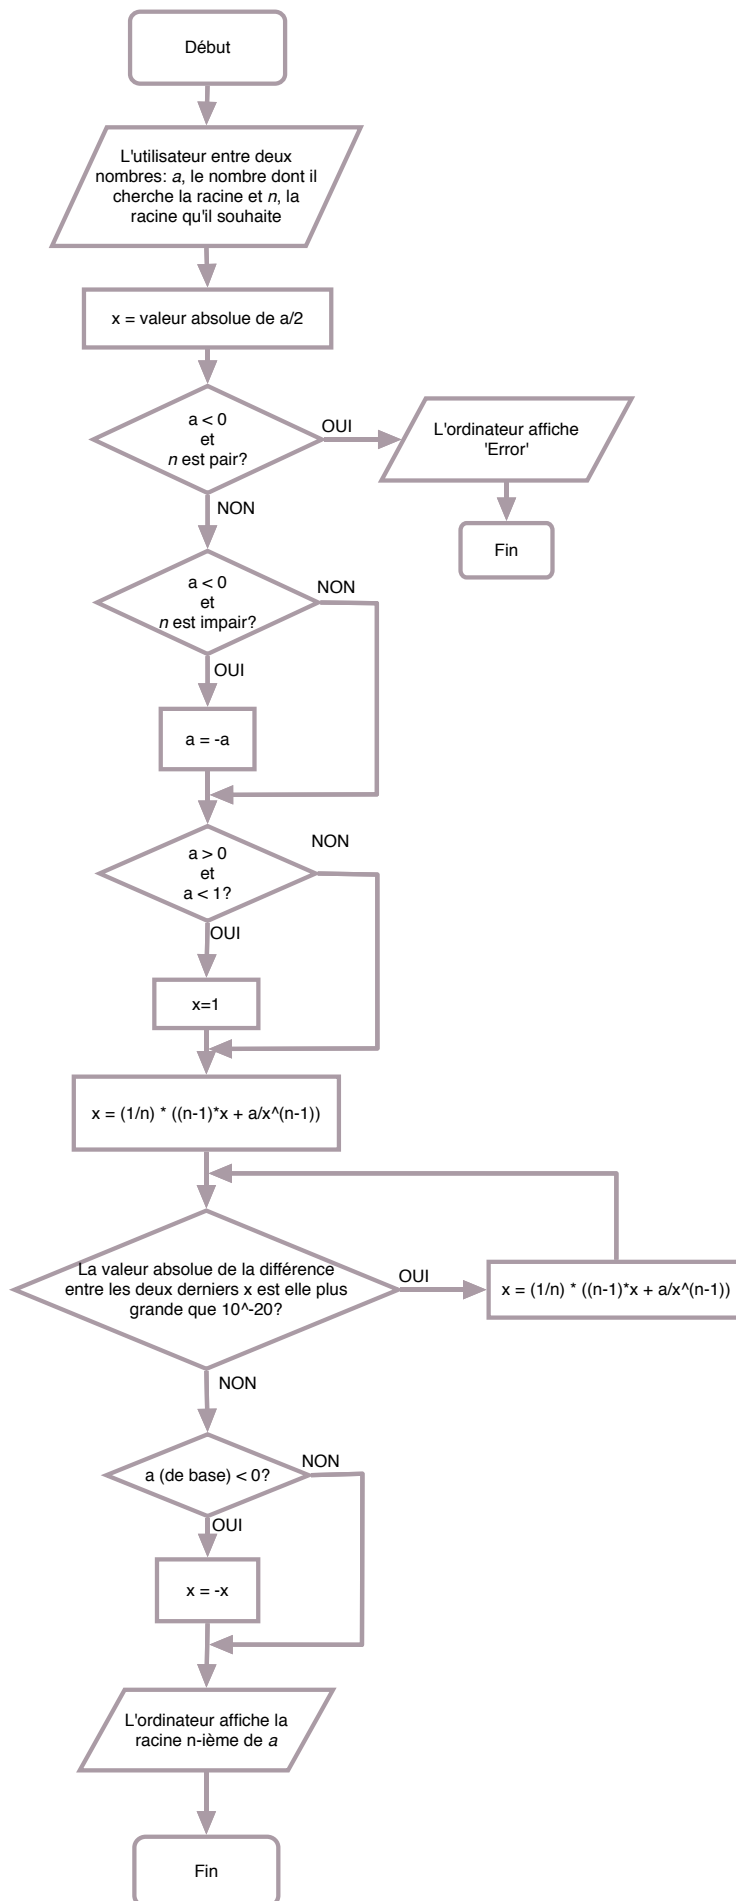 Début
L'utilisateur entre deux
nombres: a, le nombre dont il
cherche la racine et n, la
racine qu'il souhaite
x = valeur absolue de a/2
a < 0
et
n est pair?
OUI
L'ordinateur affiche
'Error'
Fin
NON
a < 0
et
n est impair?
NON
OUI
a = -a
a > 0
et
a < 1?
NON
OUI
x=1
x = (1/n) * ((n-1)*x + a/x^(n-1))
La valeur absolue de la différence
entre les deux derniers x est elle plus
grande que 10^-20?
OUI
x = (1/n) * ((n-1)*x + a/x^(n-1))
NON
a (de base) < 0?
NON
OUI
x = -x
L'ordinateur affiche la
racine n-ième de a
Fin